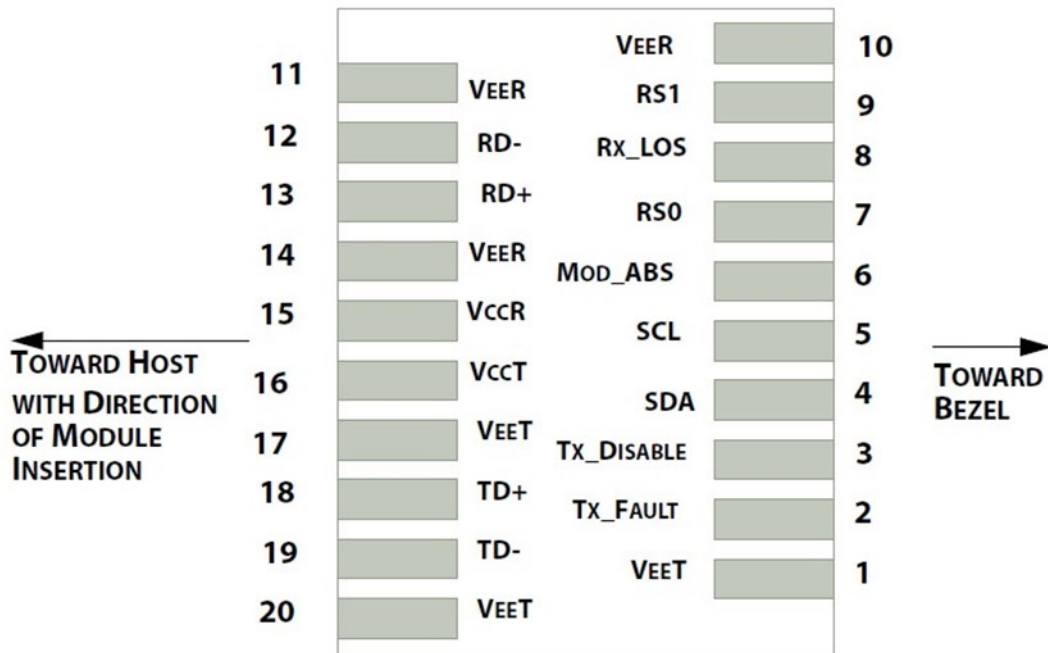 VEER 10
11 VEER
RS1 9
12 RD-
RX_LOS 8
13 RD+
RS0 7
14 VEER
MOD_ABS 6
15 VCCR
SCL 5
TOWARD HOST
WITH DIRECTION
OF MODULE
INSERTION
TOWARD
BEZEL
16 VCCT
SDA 4
17 VEET
TX_DISABLE 3
18 TD+
TX_FAULT 2
19 TD-
VEET 1
20 VEET